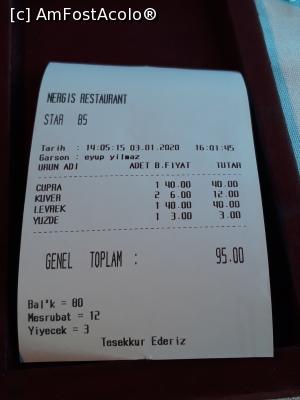 [c] AmFostAcolo®
NERGIS RESTAURANT
STAR B5
Tarih : 14:05:15 03.01.2020 16:01:45
Garson : eyup yilmaz
URUN ADI ADET B.FIYAT TUTAR
CUPRA 1 40.00 40.00
KUVER 2 6.00 12.00
LEVREK 1 40.00 40.00
YUZDE 1 3.00 3.00
GENEL TOPLAM : 95.00
Bal'k = 80
Mesrubat = 12
Yiyecek = 3
Tesekkur Ederiz